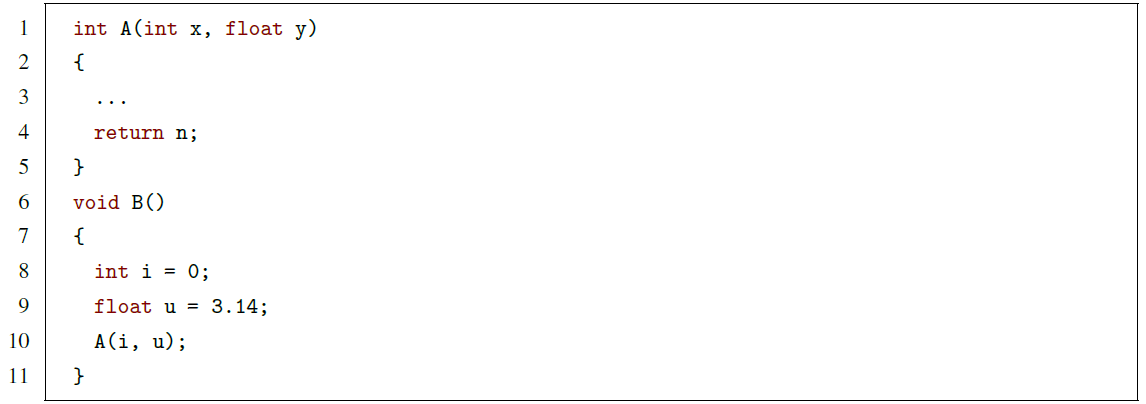 1 int A(int x, float y)
2 {
3 ...
4 return n;
5 }
6 void B()
7 {
8 int i = 0;
9 float u = 3.14;
10 A(i, u);
11 }